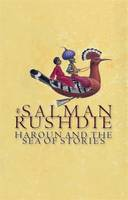 SALMAN
RUSHDIE
HAROUN AND THE
SEA OF STORIES